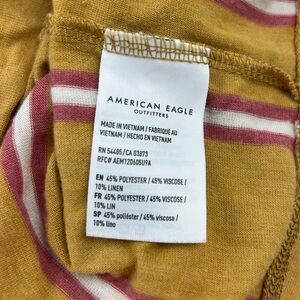 AMERICAN EAGLE
OUTFITTERS
MADE IN VIETNAM / FABRIQUÉ AU
VIETNAM / HECHO EN VIETNAM
RN 54485/CA 03873
RFC# AEM120605U9A
EN 45% POLYESTER / 45% VISCOSE /
10% LINEN
FR 45% POLYESTER / 45% VISCOSE /
10% LIN
SP 45% poliéster / 45% viscosa /
10% lino